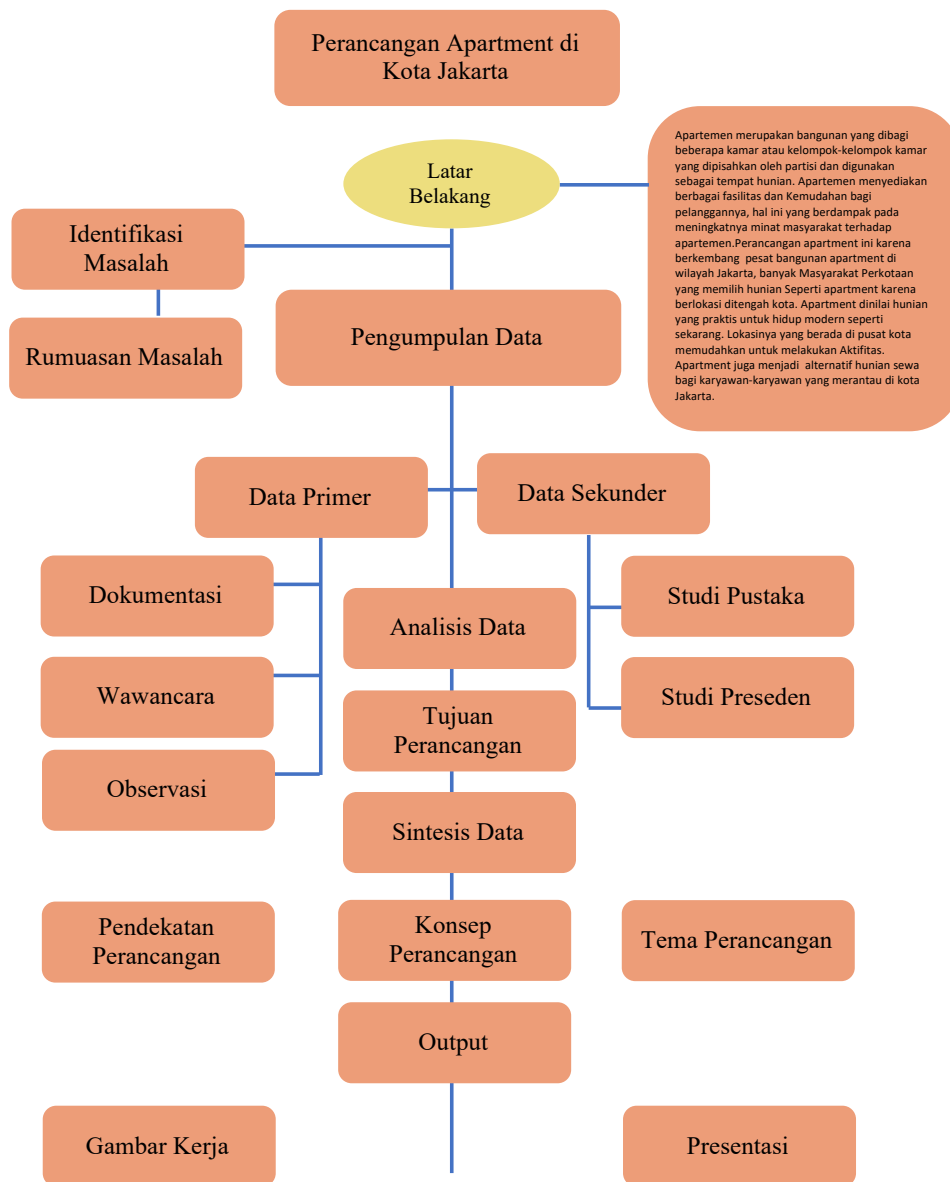 Perancangan Apartment di
Kota Jakarta
Latar
Belakang
Apartemen merupakan bangunan yang dibagi
beberapa kamar atau kelompok-kelompok kamar
yang dipisahkan oleh partisi dan digunakan
sebagai tempat hunian. Apartemen menyediakan
berbagai fasilitas dan Kemudahan bagi
pelanggannya, hal ini yang berdampak pada
meningkatnya minat masyarakat terhadap
apartemen.Perancangan apartment ini karena
berkembang pesat bangunan apartment di
wilayah Jakarta, banyak Masyarakat Perkotaan
yang memilih hunian Seperti apartment karena
berlokasi ditengah kota. Apartment dinilai hunian
yang praktis untuk hidup modern seperti
sekarang. Lokasinya yang berada di pusat kota
memudahkan untuk melakukan Aktifitas.
Apartment juga menjadi alternatif hunian sewa
bagi karyawan-karyawan yang merantau di kota
Jakarta.
Identifikasi
Masalah
Rumuasan Masalah
Pengumpulan Data
Data Primer
Data Sekunder
Dokumentasi
Wawancara
Observasi
Analisis Data
Studi Pustaka
Studi Preseden
Tujuan
Perancangan
Sintesis Data
Pendekatan
Perancangan
Konsep
Perancangan
Tema Perancangan
Output
Gambar Kerja
Presentasi